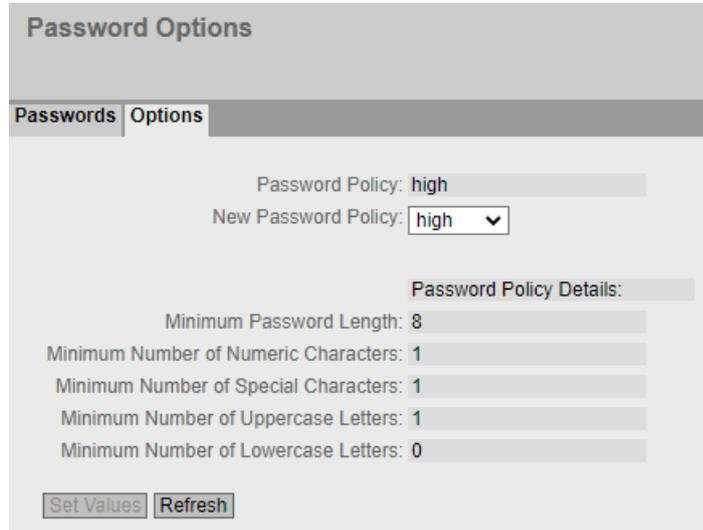 Password Options
Passwords Options
Password Policy: high
New Password Policy: high
Password Policy Details:
Minimum Password Length: 8
Minimum Number of Numeric Characters: 1
Minimum Number of Special Characters: 1
Minimum Number of Uppercase Letters: 1
Minimum Number of Lowercase Letters: 0
Set Values Refresh